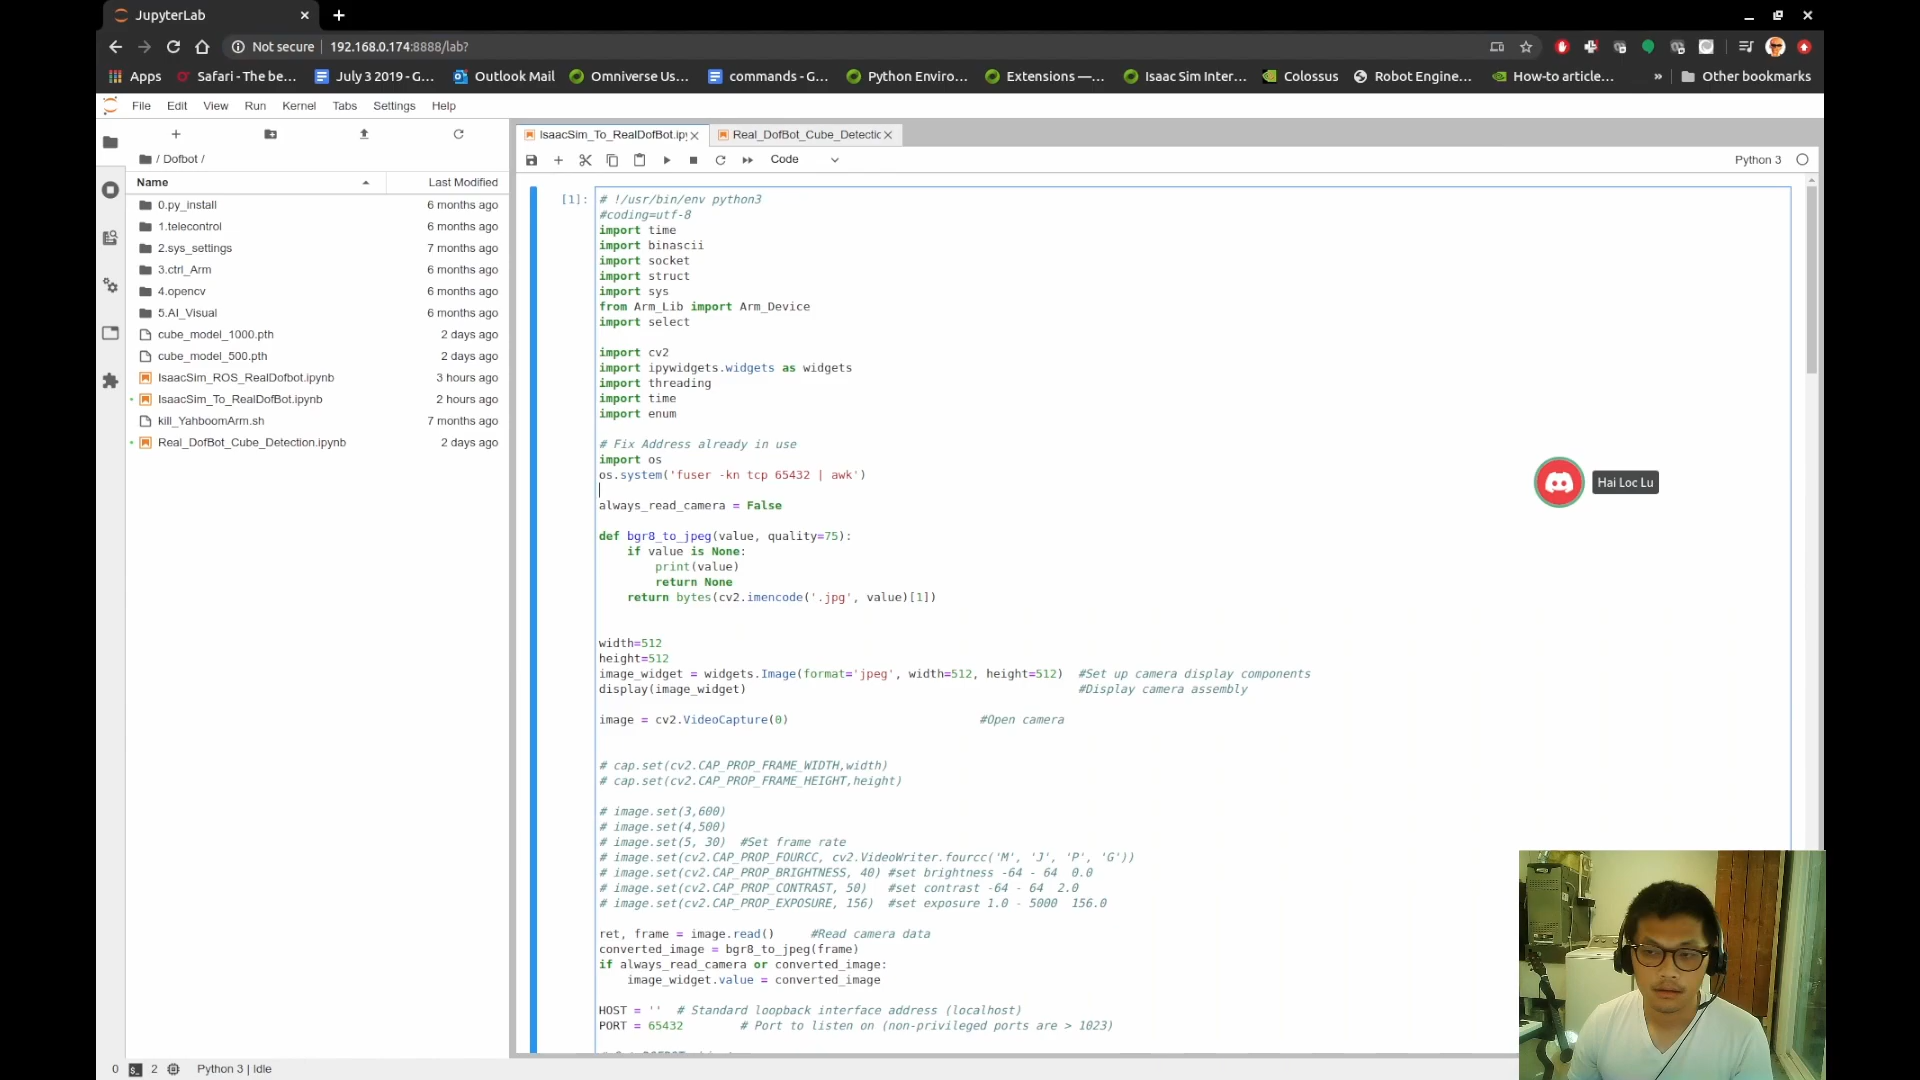 JupyterLab
Not secure | 192.168.0.174:8888/lab?
Apps Safari - The be... July 3 2019 - G... Outlook Mail Omniverse Us... commands - G... Python Enviro... Extensions —... Isaac Sim Inter... Colossus Robot Engine... How-to article... » Other bookmarks
File Edit View Run Kernel Tabs Settings Help
IsaacSim_To_RealDofBot.ipy
Real_DofBot_Cube_Detectic
/ Dofbot /
Code
Python 3
Name Last Modified
0.py_install 6 months ago
1.telecontrol 6 months ago
2.sys_settings 7 months ago
3.ctrl_Arm 6 months ago
4.opencv 6 months ago
5.AI_Visual 6 months ago
cube_model_1000.pth 2 days ago
cube_model_500.pth 2 days ago
IsaacSim_ROS_RealDofbot.ipynb 3 hours ago
IsaacSim_To_RealDofBot.ipynb 2 hours ago
kill_YahboomArm.sh 7 months ago
Real_DofBot_Cube_Detection.ipynb 2 days ago
[1]:
# !/usr/bin/env python3
#coding=utf-8
import time
import binascii
import socket
import struct
import sys
from Arm_Lib import Arm_Device
import select
import cv2
import ipywidgets.widgets as widgets
import threading
import time
import enum
# Fix Address already in use
import os
os.system('fuser -kn tcp 65432 | awk')
always_read_camera = False
def bgr8_to_jpeg(value, quality=75):
if value is None:
print(value)
return None
return bytes(cv2.imencode('.jpg', value)[1])
width=512
height=512
image_widget = widgets.Image(format='jpeg', width=512, height=512) #Set up camera display components
display(image_widget) #Display camera assembly
image = cv2.VideoCapture(0) #Open camera
# cap.set(cv2.CAP_PROP_FRAME_WIDTH,width)
# cap.set(cv2.CAP_PROP_FRAME_HEIGHT,height)
# image.set(3,600)
# image.set(4,500)
# image.set(5, 30) #Set frame rate
# image.set(cv2.CAP_PROP_FOURCC, cv2.VideoWriter.fourcc('M', 'J', 'P', 'G'))
# image.set(cv2.CAP_PROP_BRIGHTNESS, 40) #set brightness -64 - 64 0.0
# image.set(cv2.CAP_PROP_CONTRAST, 50) #set contrast -64 - 64 2.0
# image.set(cv2.CAP_PROP_EXPOSURE, 156) #set exposure 1.0 - 5000 156.0
ret, frame = image.read() #Read camera data
converted_image = bgr8_to_jpeg(frame)
if always_read_camera or converted_image:
image_widget.value = converted_image
HOST = '' # Standard loopback interface address (localhost)
PORT = 65432 # Port to listen on (non-privileged ports are > 1023)
Hai Loc Lu
0 2 Python 3 | Idle